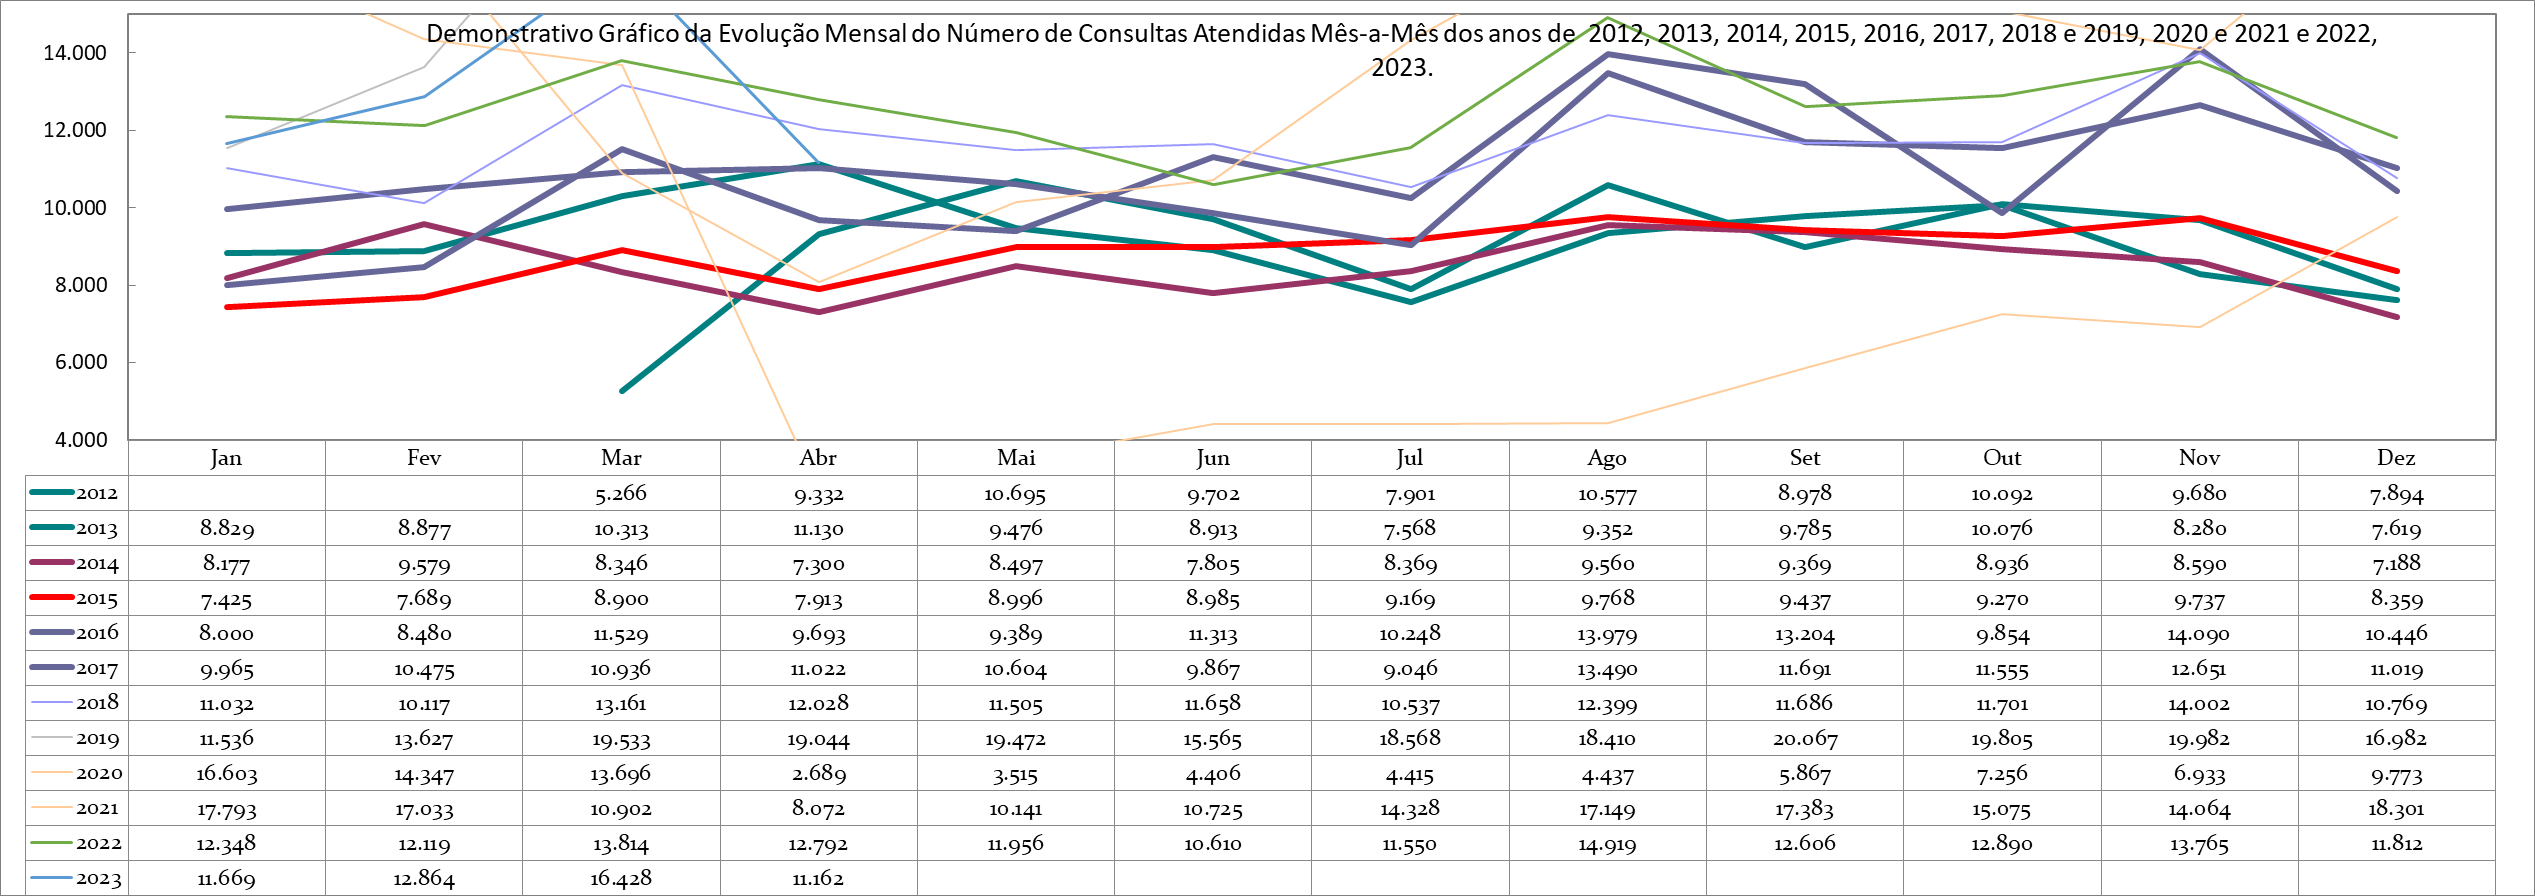 Demonstrativo Gráfico da Evolução Mensal do Número de Consultas Atendidas Mês-a-Mês dos anos de 2012, 2013, 2014, 2015, 2016, 2017, 2018 e 2019, 2020 e 2021 e 2022,
2023.
14.000
12.000
10.000
8.000
6.000
4.000
Jan Fev Mar Abr Mai Jun Jul Ago Set Out Nov Dez
2012 5.266 9.332 10.695 9.702 7.901 10.577 8.978 10.092 9.680 7.894
2013 8.829 8.877 10.313 11.130 9.476 8.913 7.568 9.352 9.785 10.076 8.280 7.619
2014 8.177 9.579 8.346 7.300 8.497 7.805 8.369 9.560 9.369 8.936 8.590 7.188
2015 7.425 7.689 8.900 7.913 8.996 8.985 9.169 9.768 9.437 9.270 9.737 8.359
2016 8.000 8.480 11.529 9.693 9.389 11.313 10.248 13.979 13.204 9.854 14.090 10.446
2017 9.965 10.475 10.936 11.022 10.604 9.867 9.046 13.490 11.691 11.555 12.651 11.019
2018 11.032 10.117 13.161 12.028 11.505 11.658 10.537 12.399 11.686 11.701 14.002 10.769
2019 11.536 13.627 19.533 19.044 19.472 15.565 18.568 18.410 20.067 19.805 19.982 16.982
2020 16.603 14.347 13.696 2.689 3.515 4.406 4.415 4.437 5.867 7.256 6.933 9.773
2021 17.793 17.033 10.902 8.072 10.141 10.725 14.328 17.149 17.383 15.075 14.064 18.301
2022 12.348 12.119 13.814 12.792 11.956 10.610 11.550 14.919 12.606 12.890 13.765 11.812
2023 11.669 12.864 16.428 11.162